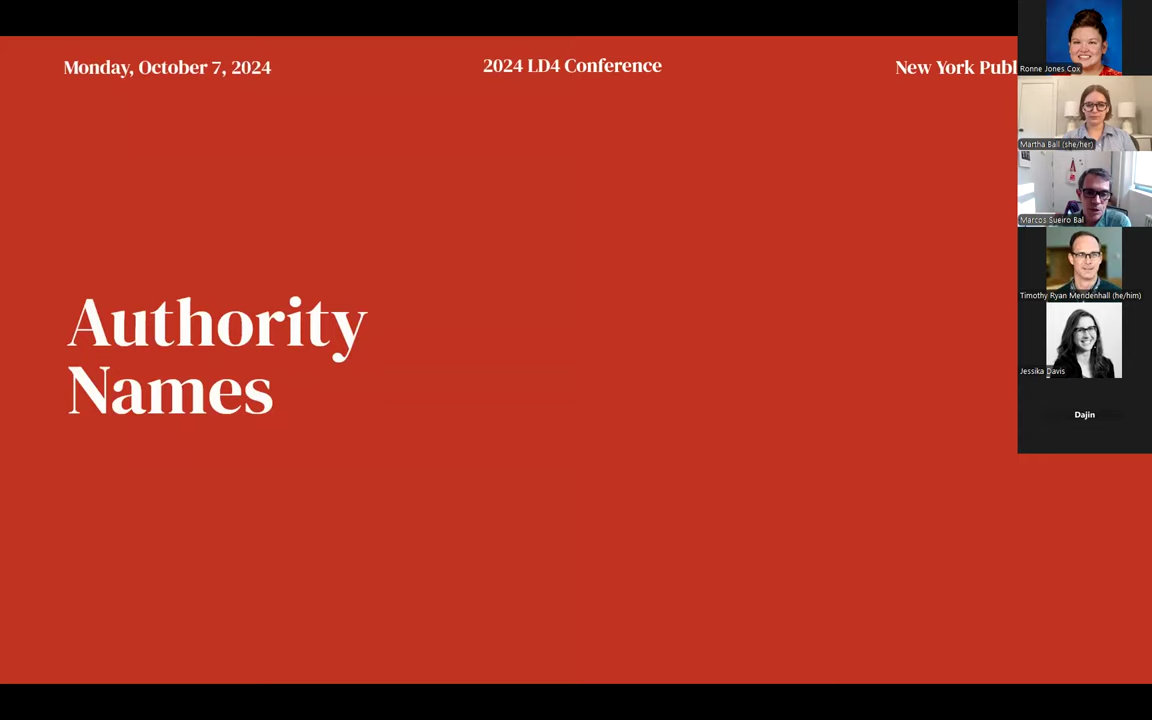 Monday, October 7, 2024
2024 LD4 Conference
New York Publ
Authority
Names
Ronne Jones Cox
Martha Ball (she/her)
Marcos Sueiro Bal
Timothy Ryan Mendenhall (he/him)
Jessika Davis
Dajin